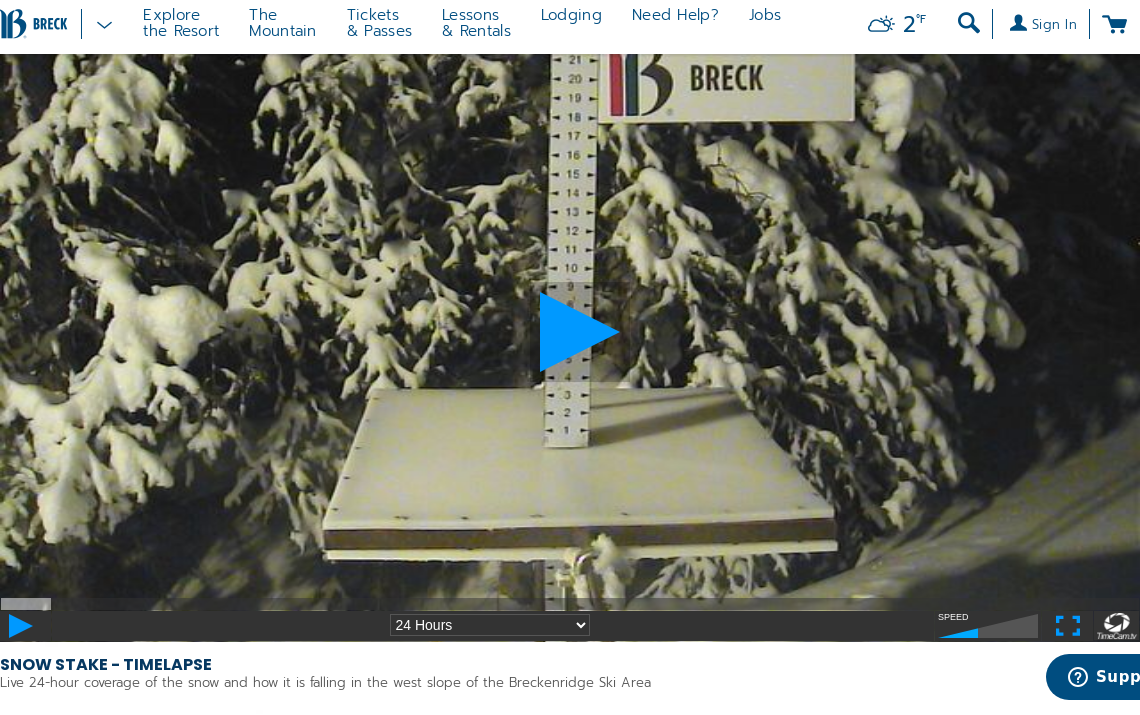 BRECK
Explore
the Resort
The
Mountain
Tickets
& Passes
Lessons
& Rentals
Lodging
Need Help?
Jobs
2°F
Sign In
BRECK
21
20
19
18
17
16
15
14
13
12
11
10
9
8
5
4
3
2
1
24 Hours
SPEED
TimeCam.tv
SNOW STAKE - TIMELAPSE
Live 24-hour coverage of the snow and how it is falling in the west slope of the Breckenridge Ski Area
Supp